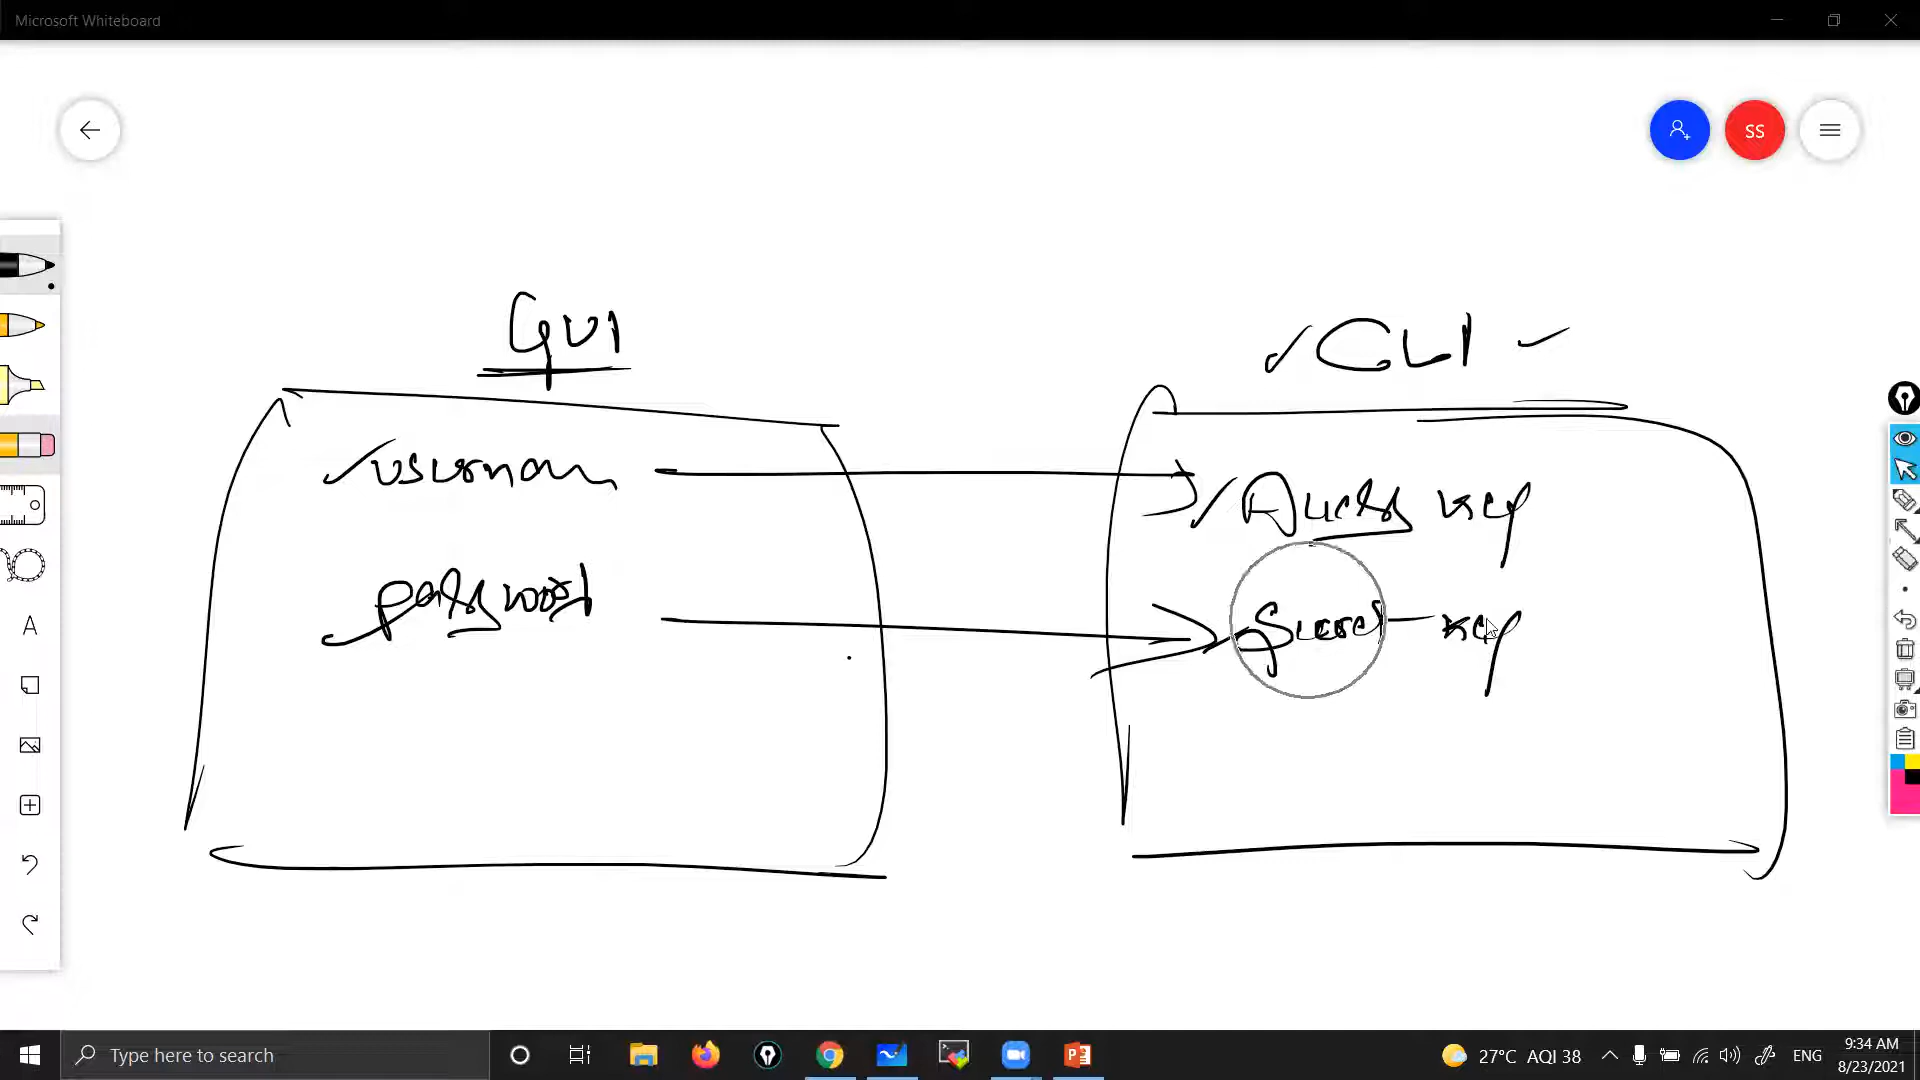 Microsoft Whiteboard
SS
GUI
CLI
usernam
Access key
password
Secret-key
A
Type here to search
27°C AQI 38
ENG
9:34 AM
8/23/2021